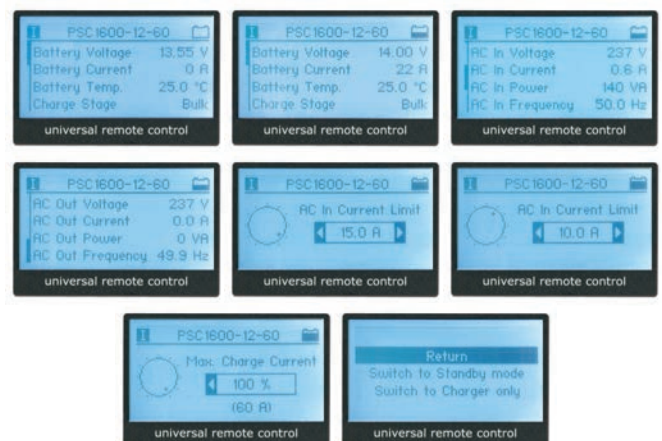 PSC1600-12-60
Battery Voltage 13.55 V
Battery Current 0 A
Battery Temp. 25.0 °C
Charge Stage Bulk
universal remote control
PSC1600-12-60
Battery Voltage 14.00 V
Battery Current 22 A
Battery Temp. 25.0 °C
Charge Stage Bulk
universal remote control
PSC1600-12-60
AC In Voltage 237 V
AC In Current 0.6 A
AC In Power 140 VA
AC In Frequency 50.0 Hz
universal remote control
PSC1600-12-60
AC Out Voltage 237 V
AC Out Current 0.0 A
AC Out Power 0 VA
AC Out Frequency 49.9 Hz
universal remote control
PSC1600-12-60
AC In Current Limit
15.0 A
universal remote control
PSC1600-12-60
AC In Current Limit
10.0 A
universal remote control
PSC1600-12-60
Max. Charge Current
100 %
(60 A)
universal remote control
Return
Switch to Standby mode
Switch to Charger only
universal remote control